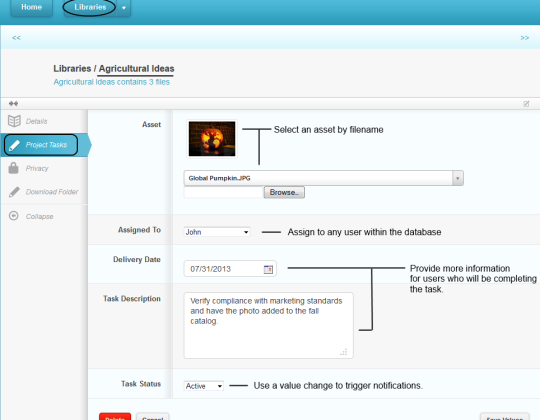 Home
Libraries
<< >>
Libraries / Agricultural Ideas
Agricultural Ideas contains 3 files
Details
Project Tasks
Privacy
Download Folder
Collapse
Asset
Select an asset by filename
Global Pumpkin.JPG
Browse..
Assigned To
John
Assign to any user within the database
Delivery Date
07/31/2013
Provide more information
for users who will be completing
the task.
Task Description
Verify compliance with marketing standards
and have the photo added to the fall
catalog.
Task Status
Active
Use a value change to trigger notifications.
Delete
Cancel
Save Values